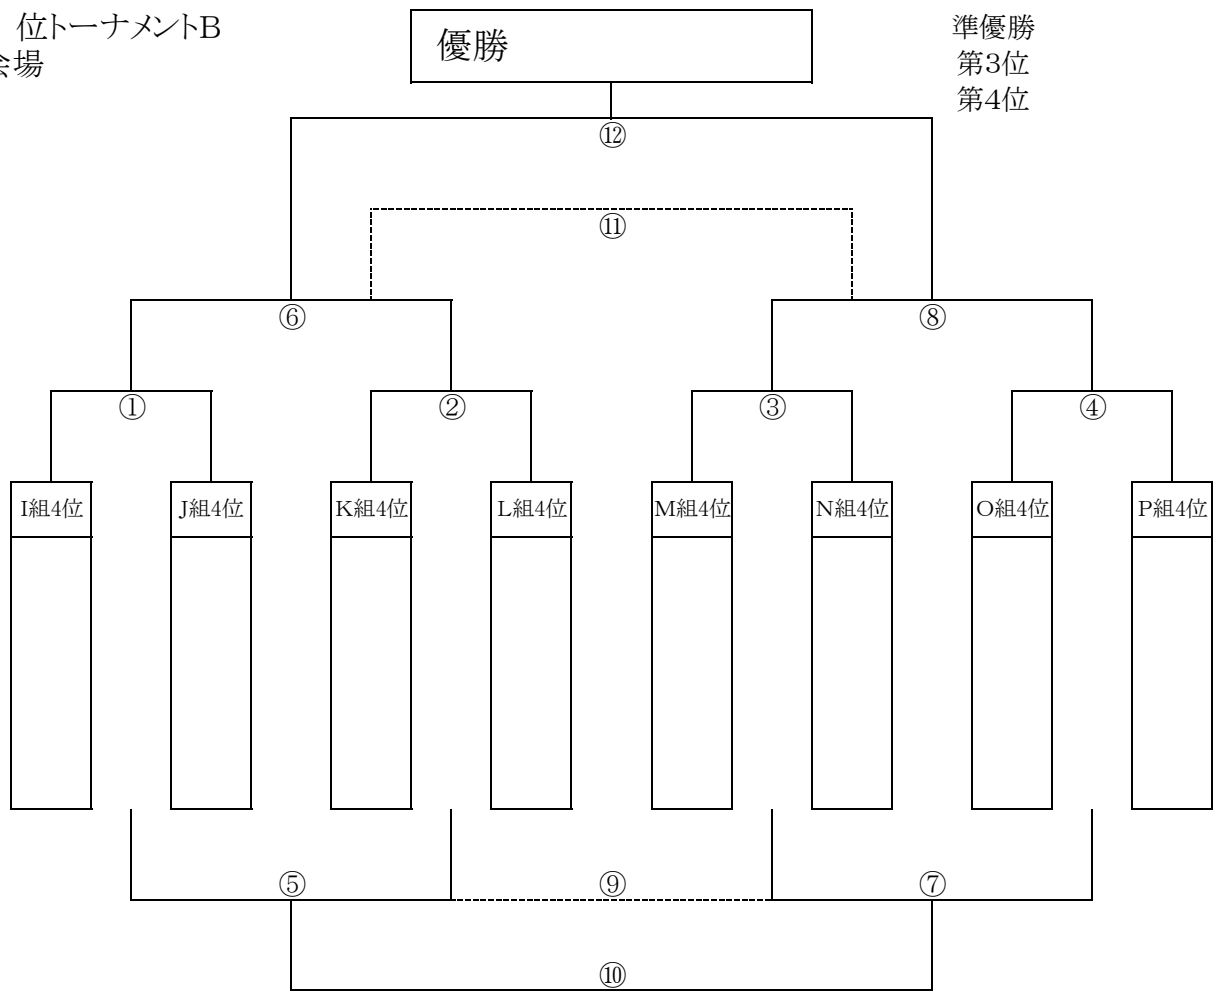 位トーナメントB
会場
優勝
準優勝
第3位
第4位
⑫
⑪
⑥
⑧
①
②
③
④
I組4位
J組4位
K組4位
L組4位
M組4位
N組4位
O組4位
P組4位
⑤
⑨
⑦
⑩